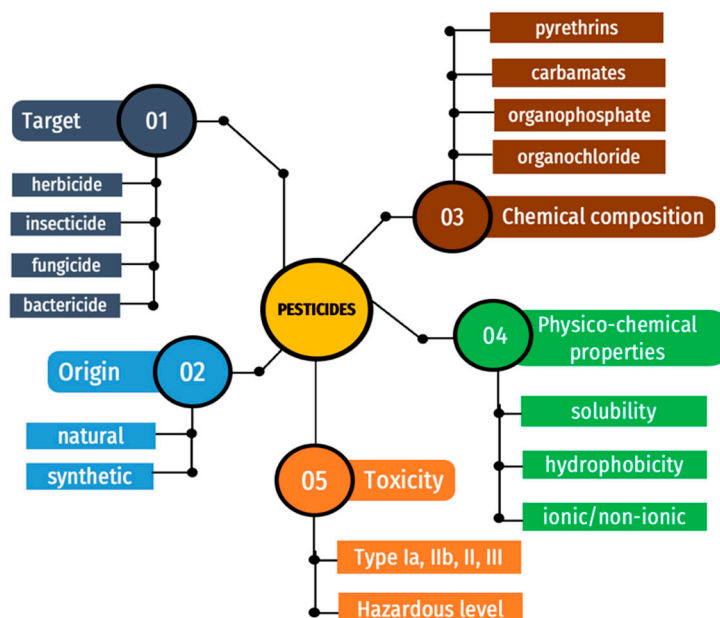 PESTICIDES
01
Target
herbicide
insecticide
fungicide
bactericide
02
Origin
natural
synthetic
03
Chemical composition
pyrethrins
carbamates
organophosphate
organochloride
04
Physico-chemical
properties
solubility
hydrophobicity
ionic/non-ionic
05
Toxicity
Type Ia, IIb, II, III
Hazardous level